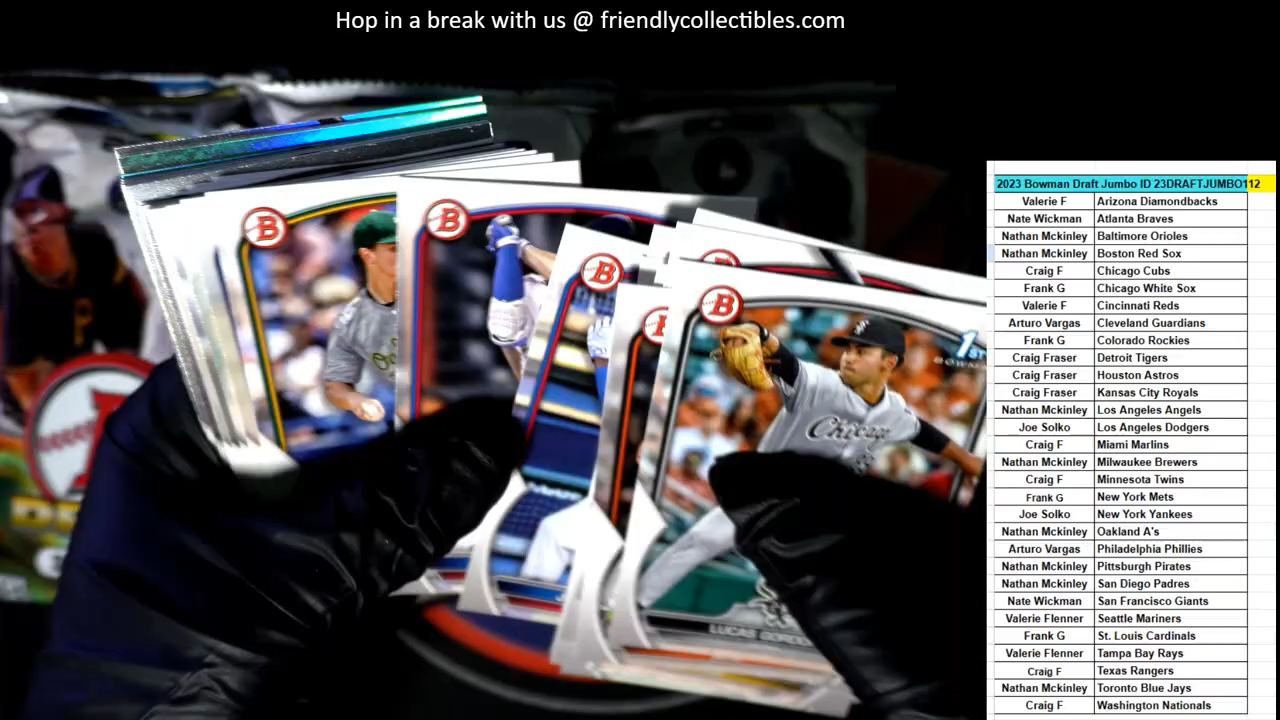 Hop in a break with us @ friendlycollectibles.com
2023 Bowman Draft Jumbo ID 23DRAFTJUMBO112
Valerie F Arizona Diamondbacks
Nate Wickman Atlanta Braves
Nathan Mckinley Baltimore Orioles
Nathan Mckinley Boston Red Sox
Craig F Chicago Cubs
Frank G Chicago White Sox
Valerie F Cincinnati Reds
Arturo Vargas Cleveland Guardians
Frank G Colorado Rockies
Craig Fraser Detroit Tigers
Craig Fraser Houston Astros
Craig Fraser Kansas City Royals
Nathan Mckinley Los Angeles Angels
Joe Solko Los Angeles Dodgers
Craig F Miami Marlins
Nathan Mckinley Milwaukee Brewers
Craig F Minnesota Twins
Frank G New York Mets
Joe Solko New York Yankees
Nathan Mckinley Oakland A's
Arturo Vargas Philadelphia Phillies
Nathan Mckinley Pittsburgh Pirates
Nathan Mckinley San Diego Padres
Nate Wickman San Francisco Giants
Valerie Flenner Seattle Mariners
Frank G St. Louis Cardinals
Valerie Flenner Tampa Bay Rays
Craig F Texas Rangers
Nathan Mckinley Toronto Blue Jays
Craig F Washington Nationals
B
B
B
B
1st
Chicago
LUCAS